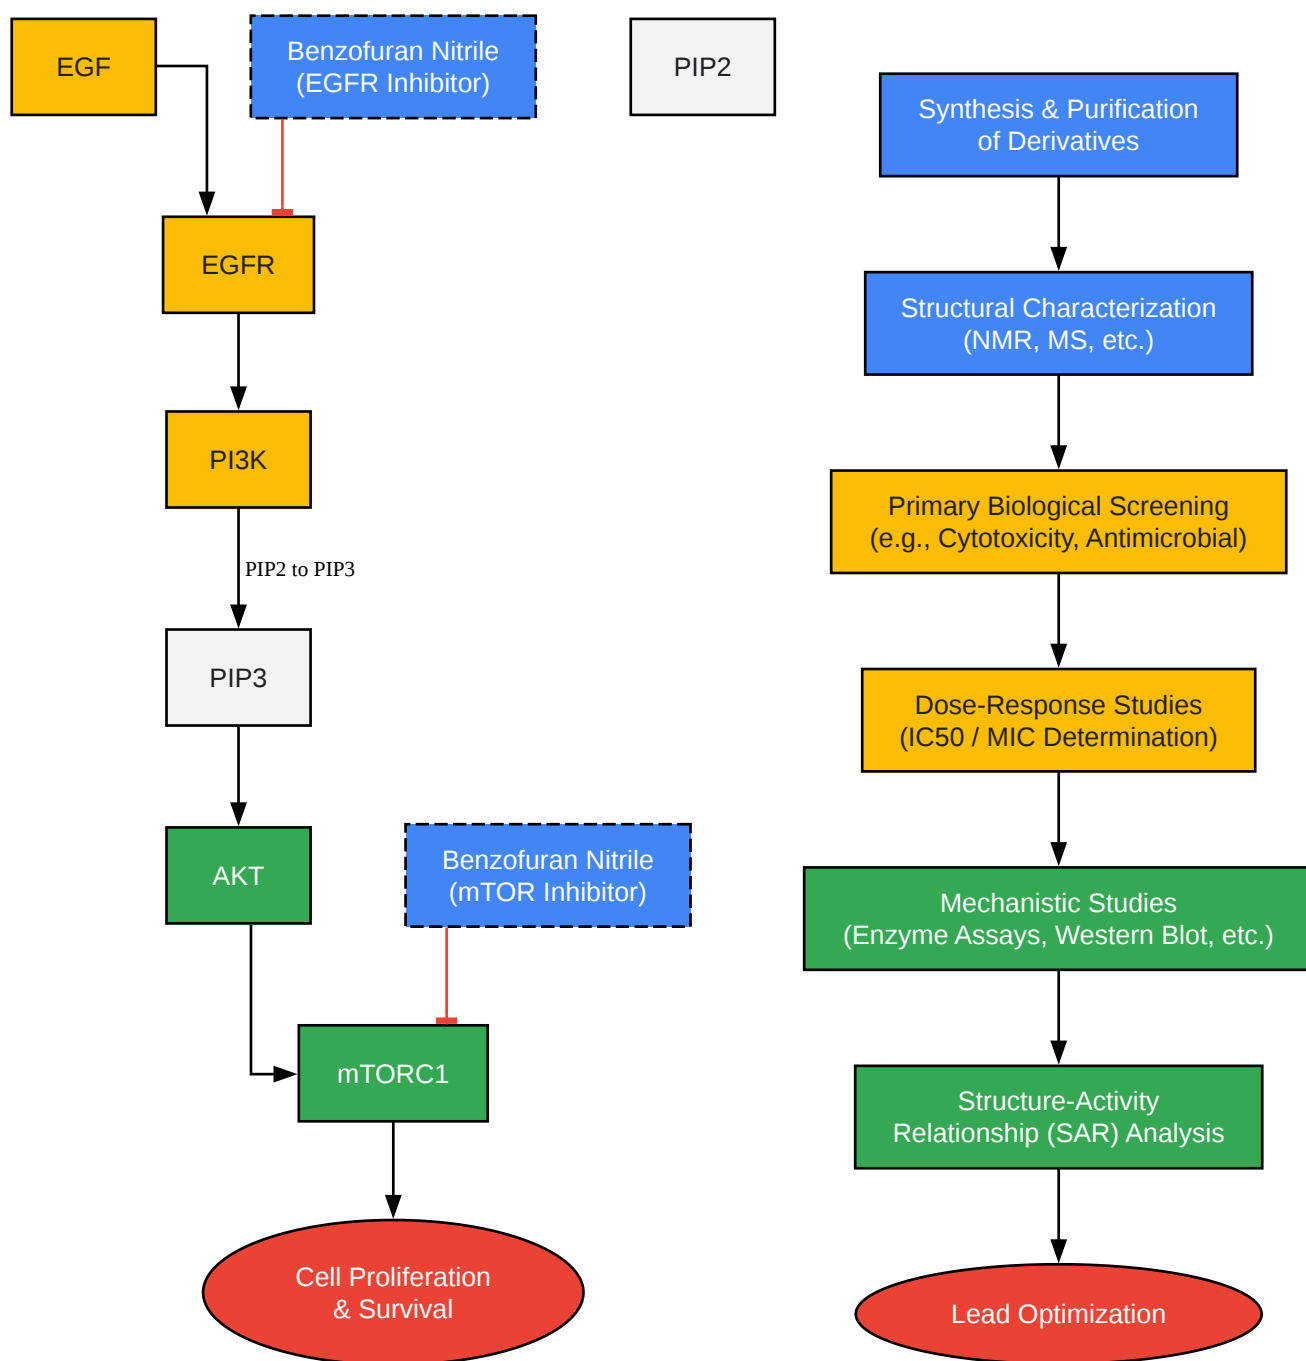 EGF
Benzofuran Nitrile
(EGFR Inhibitor)
PIP2
EGFR
PI3K
PIP2 to PIP3
PIP3
AKT
Benzofuran Nitrile
(mTOR Inhibitor)
mTORC1
Cell Proliferation
& Survival
Synthesis & Purification
of Derivatives
Structural Characterization
(NMR, MS, etc.)
Primary Biological Screening
(e.g., Cytotoxicity, Antimicrobial)
Dose-Response Studies
(IC50 / MIC Determination)
Mechanistic Studies
(Enzyme Assays, Western Blot, etc.)
Structure-Activity
Relationship (SAR) Analysis
Lead Optimization